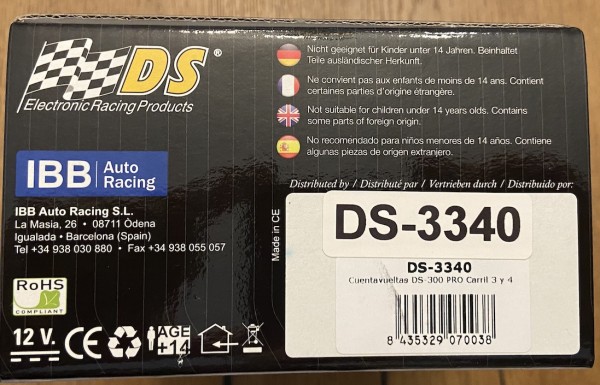 DS®
Electronic Racing Products
IBB Auto
Racing
IBB Auto Racing S.L.
La Masia, 26 • 08711 Òdena
Igualada • Barcelona (Spain)
Tel +34 938 030 880 • Fax +34 938 055 057
RoHS
COMPLIANT
12 V. CE AGE
+14
Nicht geeignet für Kinder unter 14 Jahren. Beinhaltet
Teile ausländischer Herkunft.
Ne convient pas aux enfants de moins de 14 ans. Contient
certaines parties d'origine étrangère.
Not suitable for children under 14 years old. Contains
some parts of foreign origin.
No recomendado para niños menores de 14 años. Contiene
algunas piezas de origen extranjero.
Distributed by / Distribué par / Vertrieben durch / Distribuido por:
Made in CE
DS-3340
DS-3340
Cuentavueltas DS-300 PRO Carril 3 y 4
8 435329 070038